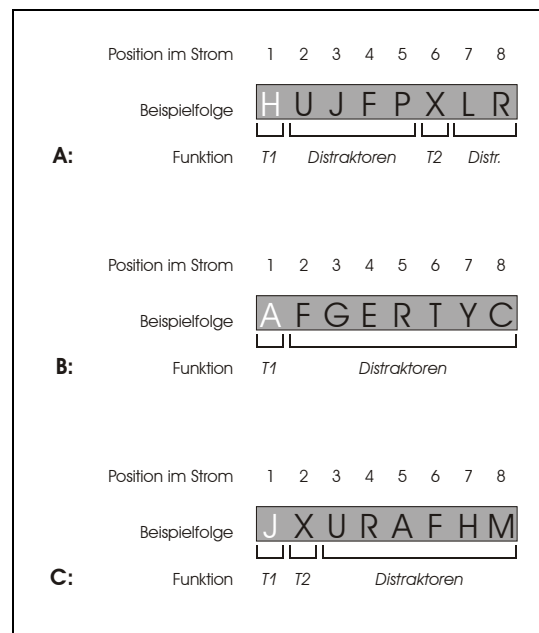 Position im Strom 1 2 3 4 5 6 7 8
Beispielfolge H U J F P X L R
A: Funktion T1 Distraktoren T2 Distr.
Position im Strom 1 2 3 4 5 6 7 8
Beispielfolge A F G E R T Y C
B: Funktion T1 Distraktoren
Position im Strom 1 2 3 4 5 6 7 8
Beispielfolge J X U R A F H M
C: Funktion T1 T2 Distraktoren